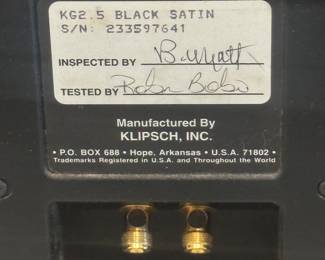 KG2.5 BLACK SATIN
S/N: 233597641
INSPECTED BY
TESTED BY
Manufactured By
KLIPSCH, INC.
• P.O. BOX 688 • Hope, Arkansas • U.S.A. 71802 •
Trademarks Registered in U.S.A. and Throughout the World